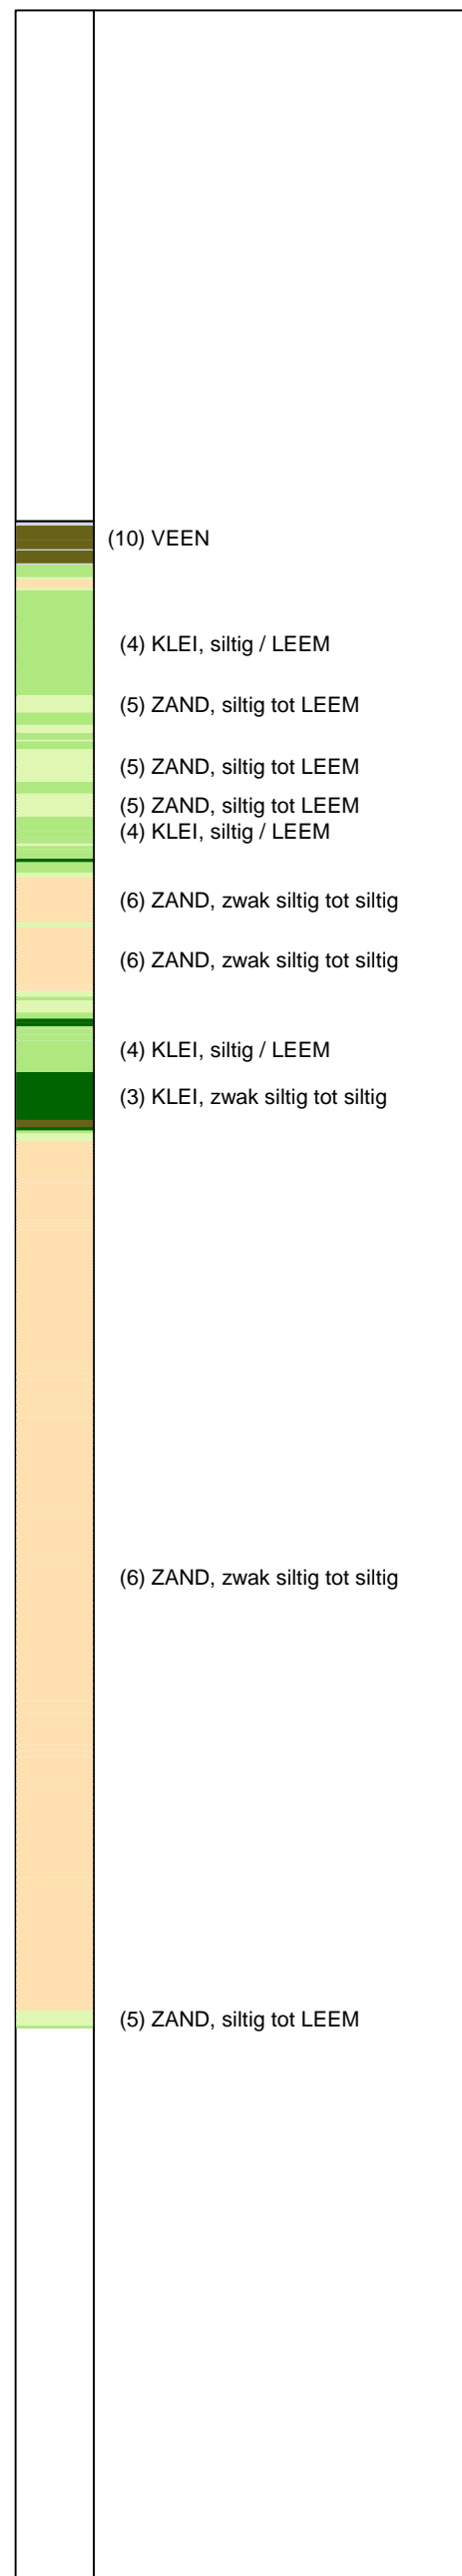 (10) VEEN
(4) KLEI, siltig / LEEM
(5) ZAND, siltig tot LEEM
(5) ZAND, siltig tot LEEM
(5) ZAND, siltig tot LEEM
(4) KLEI, siltig / LEEM
(6) ZAND, zwak siltig tot siltig
(6) ZAND, zwak siltig tot siltig
(4) KLEI, siltig / LEEM
(3) KLEI, zwak siltig tot siltig
(6) ZAND, zwak siltig tot siltig
(5) ZAND, siltig tot LEEM